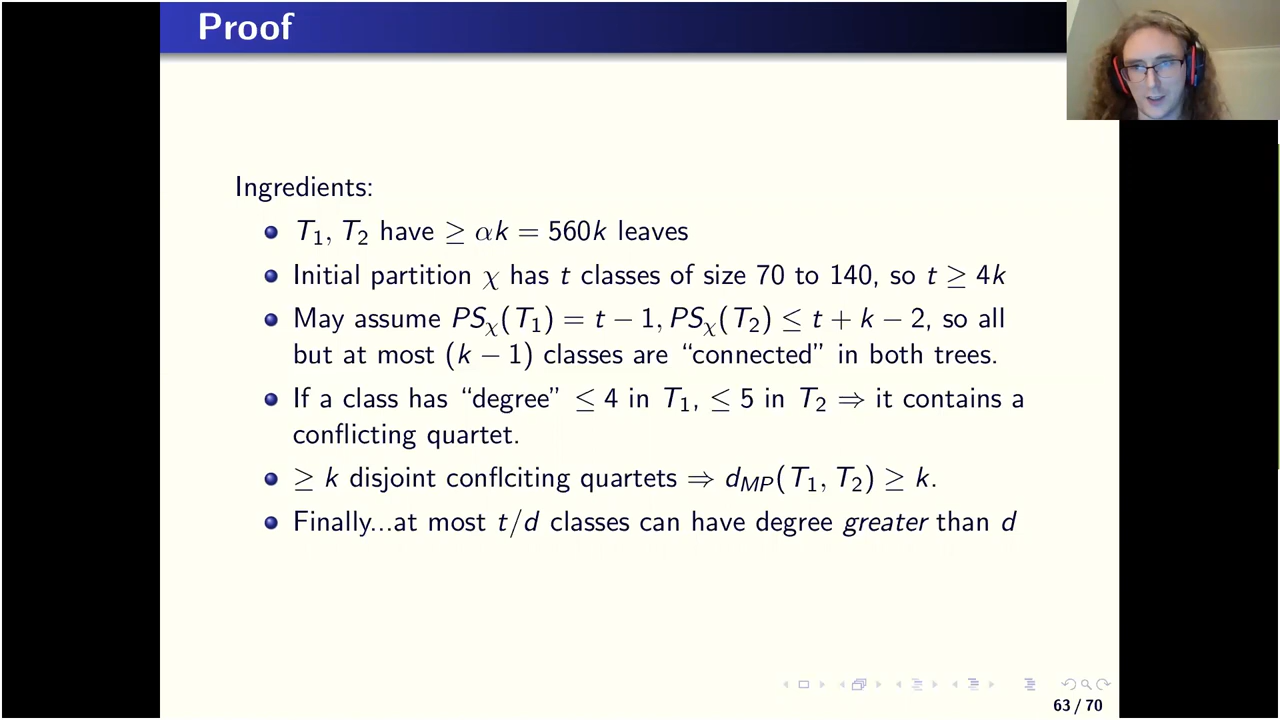 Proof
Ingredients:
T₁, T₂ have ≥ αk = 560k leaves
Initial partition χ has t classes of size 70 to 140, so t ≥ 4k
May assume PSχ(T₁) = t − 1, PSχ(T₂) ≤ t + k − 2, so all
but at most (k − 1) classes are “connected” in both trees.
If a class has “degree” ≤ 4 in T₁, ≤ 5 in T₂ ⇒ it contains a
conflicting quartet.
≥ k disjoint conflciting quartets ⇒ dMP(T₁, T₂) ≥ k.
Finally...at most t/d classes can have degree greater than d
63 / 70